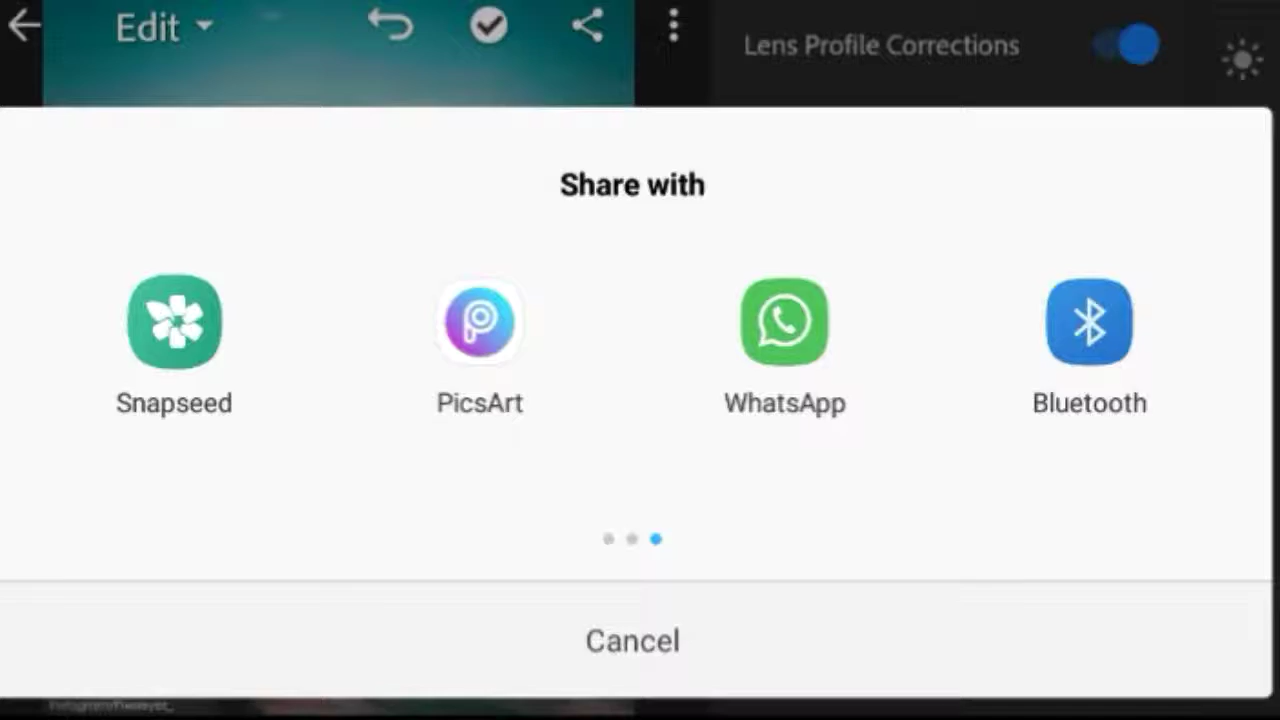 Edit
Lens Profile Corrections
Share with
Snapseed
PicsArt
WhatsApp
Bluetooth
Cancel